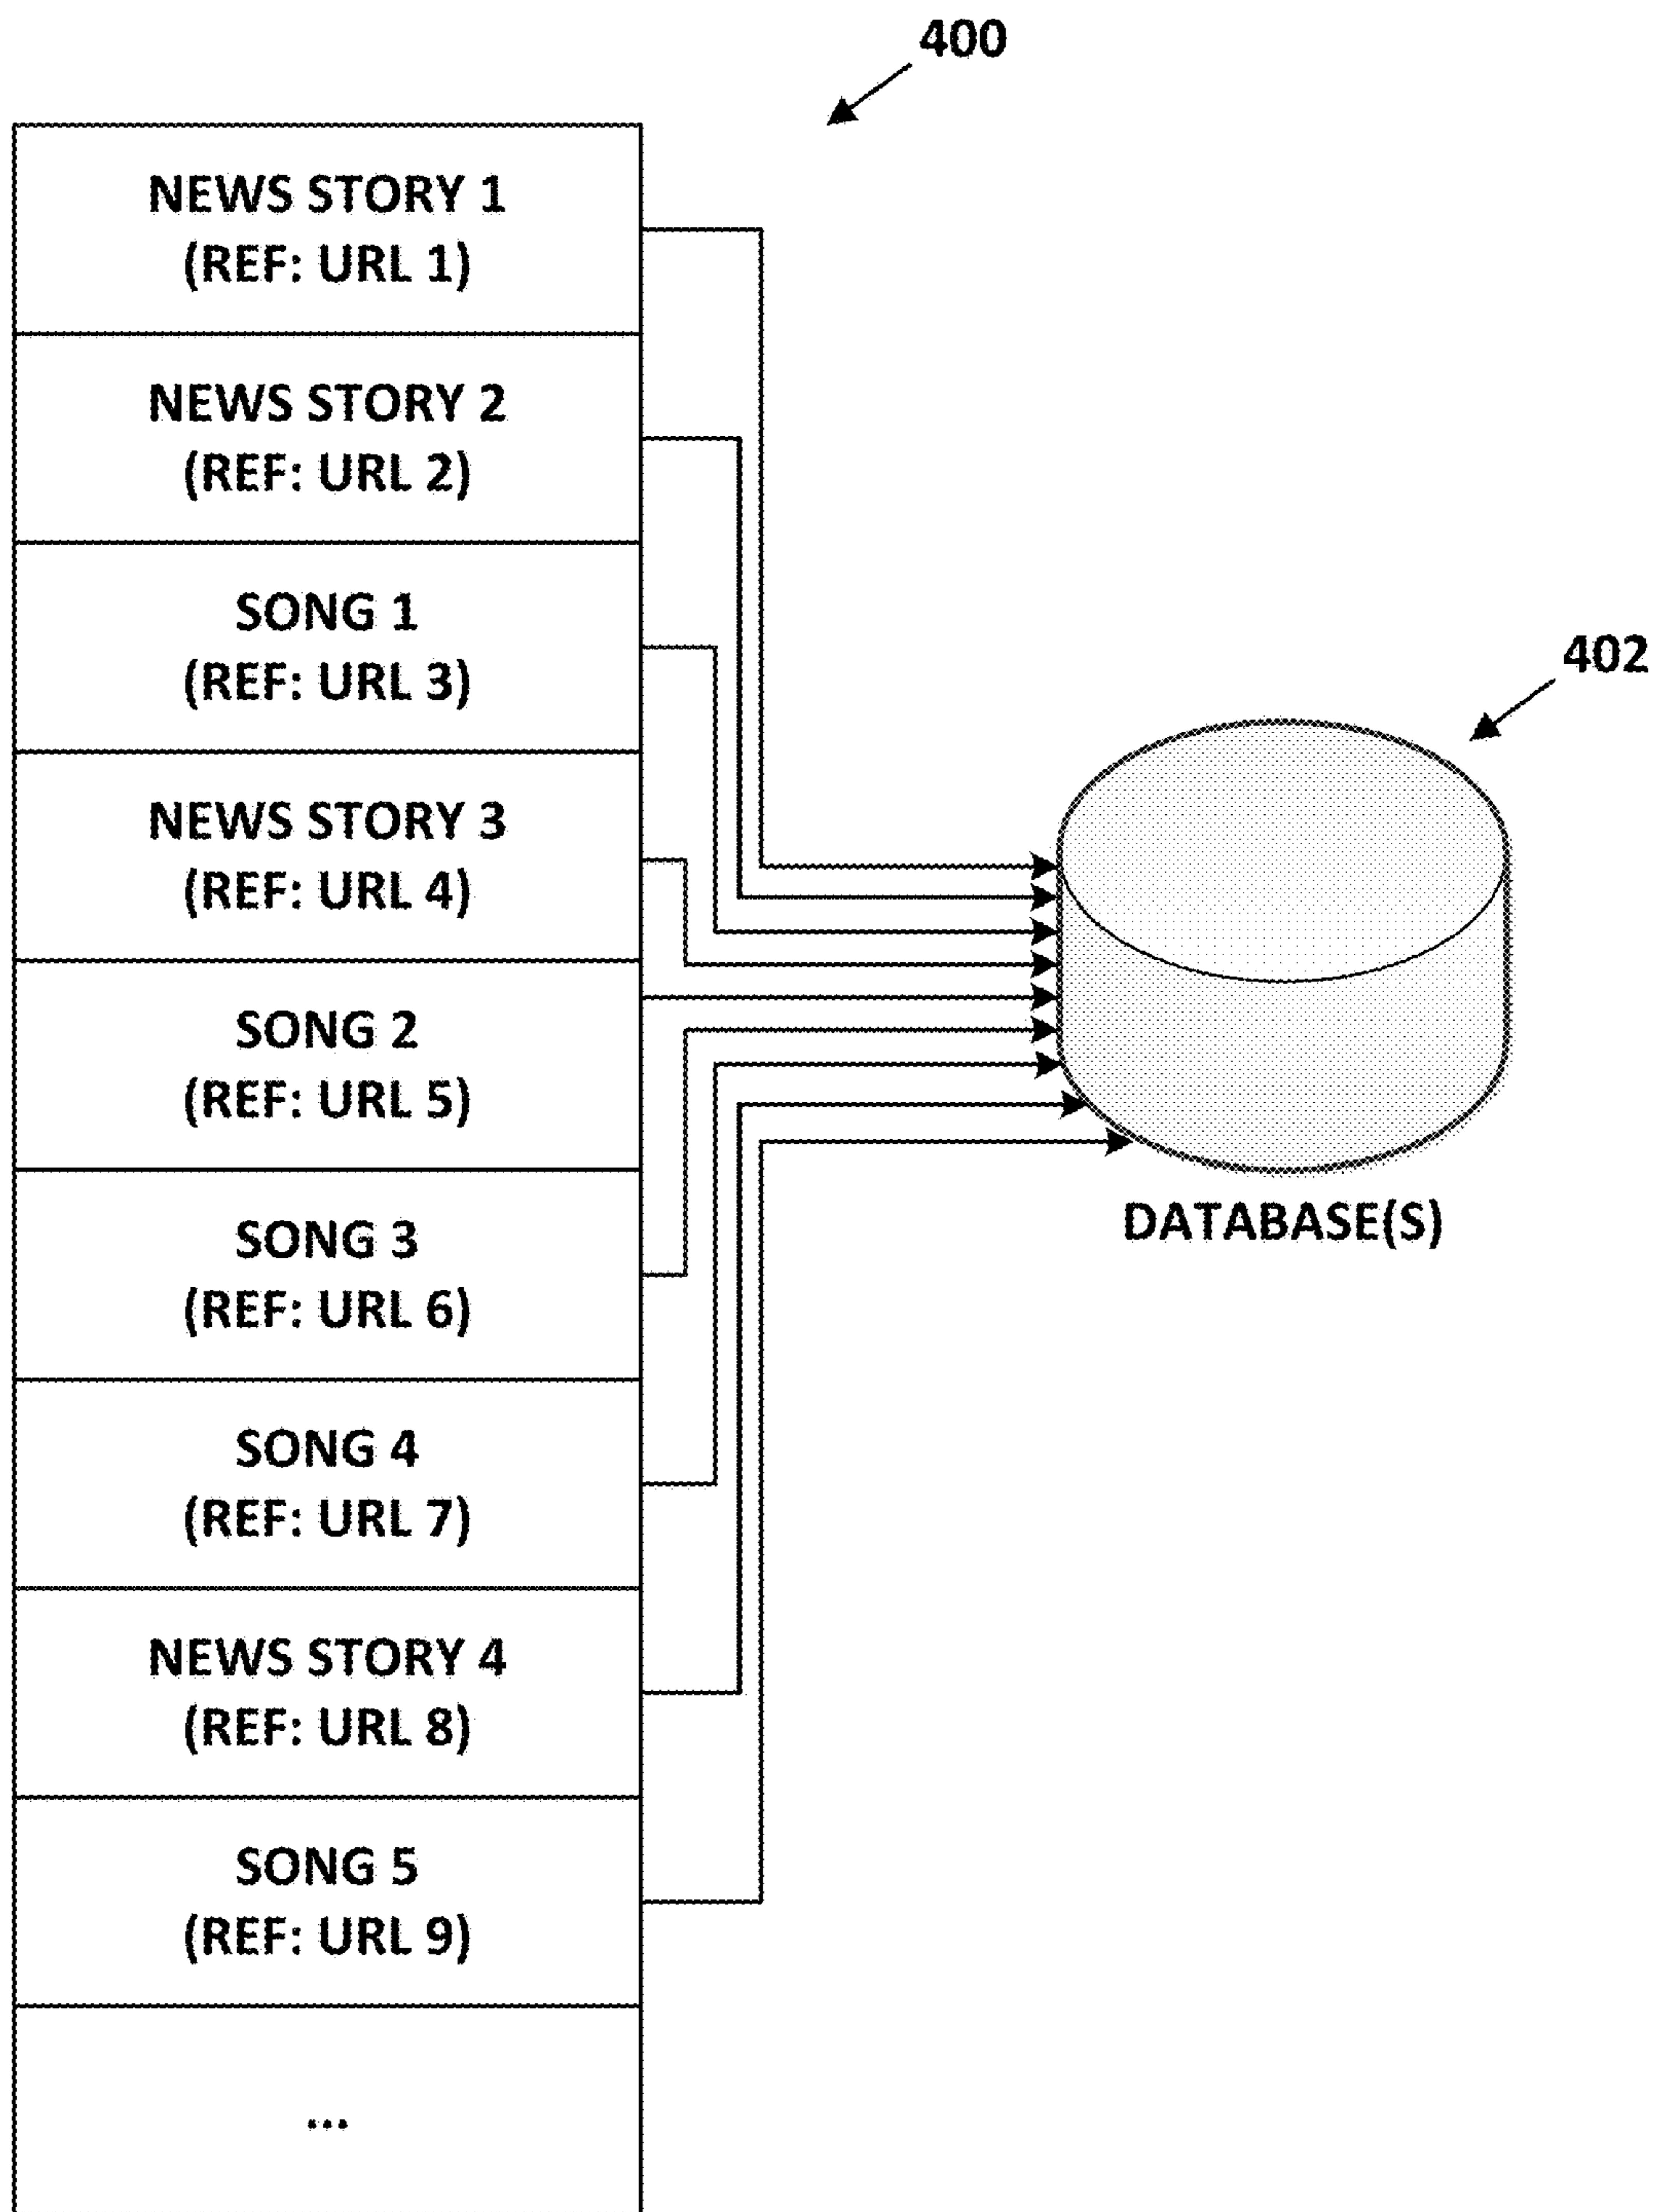 400
NEWS STORY 1
(REF: URL 1)
NEWS STORY 2
(REF: URL 2)
SONG 1
(REF: URL 3)
402
NEWS STORY 3
(REF: URL 4)
SONG 2
(REF: URL 5)
DATABASE(S)
SONG 3
(REF: URL 6)
SONG 4
(REF: URL 7)
NEWS STORY 4
(REF: URL 8)
SONG 5
(REF: URL 9)
...